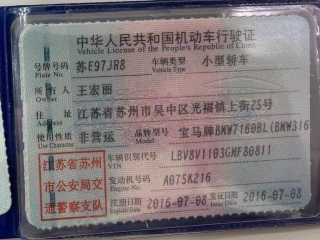 中华人民共和国机动车行驶证
Vehicle License of the People's Republic of China
号牌号码 苏E97JR8 车辆类型 小型轿车
Plate No. Vehicle Type
所有人 王宏丽
Owner
住址 江苏省苏州市吴中区光福镇上街25号
Address
使用性质 非营运 品牌型号 宝马牌BMW7160BL(BMW316
江苏省苏州 车辆识别代号 LBV8V1103GMF80811
VIN
市公安局交 发动机号码 A075K216
Engine No.
通警察支队 注册日期 2016-07-08 发证日期 2016-07-08